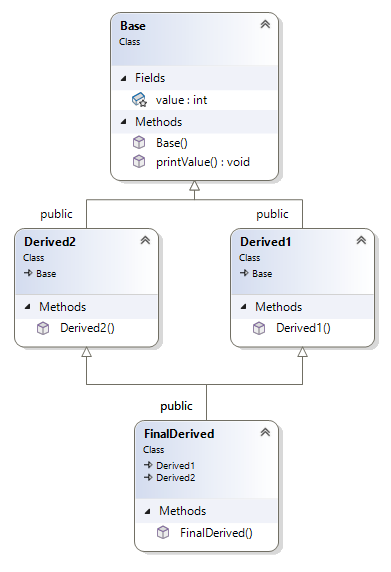 Base
Class
Fields
value : int
Methods
Base()
printValue() : void
public
public
Derived2
Class
Base
Methods
Derived2()
Derived1
Class
Base
Methods
Derived1()
public
FinalDerived
Class
Derived1
Derived2
Methods
FinalDerived()